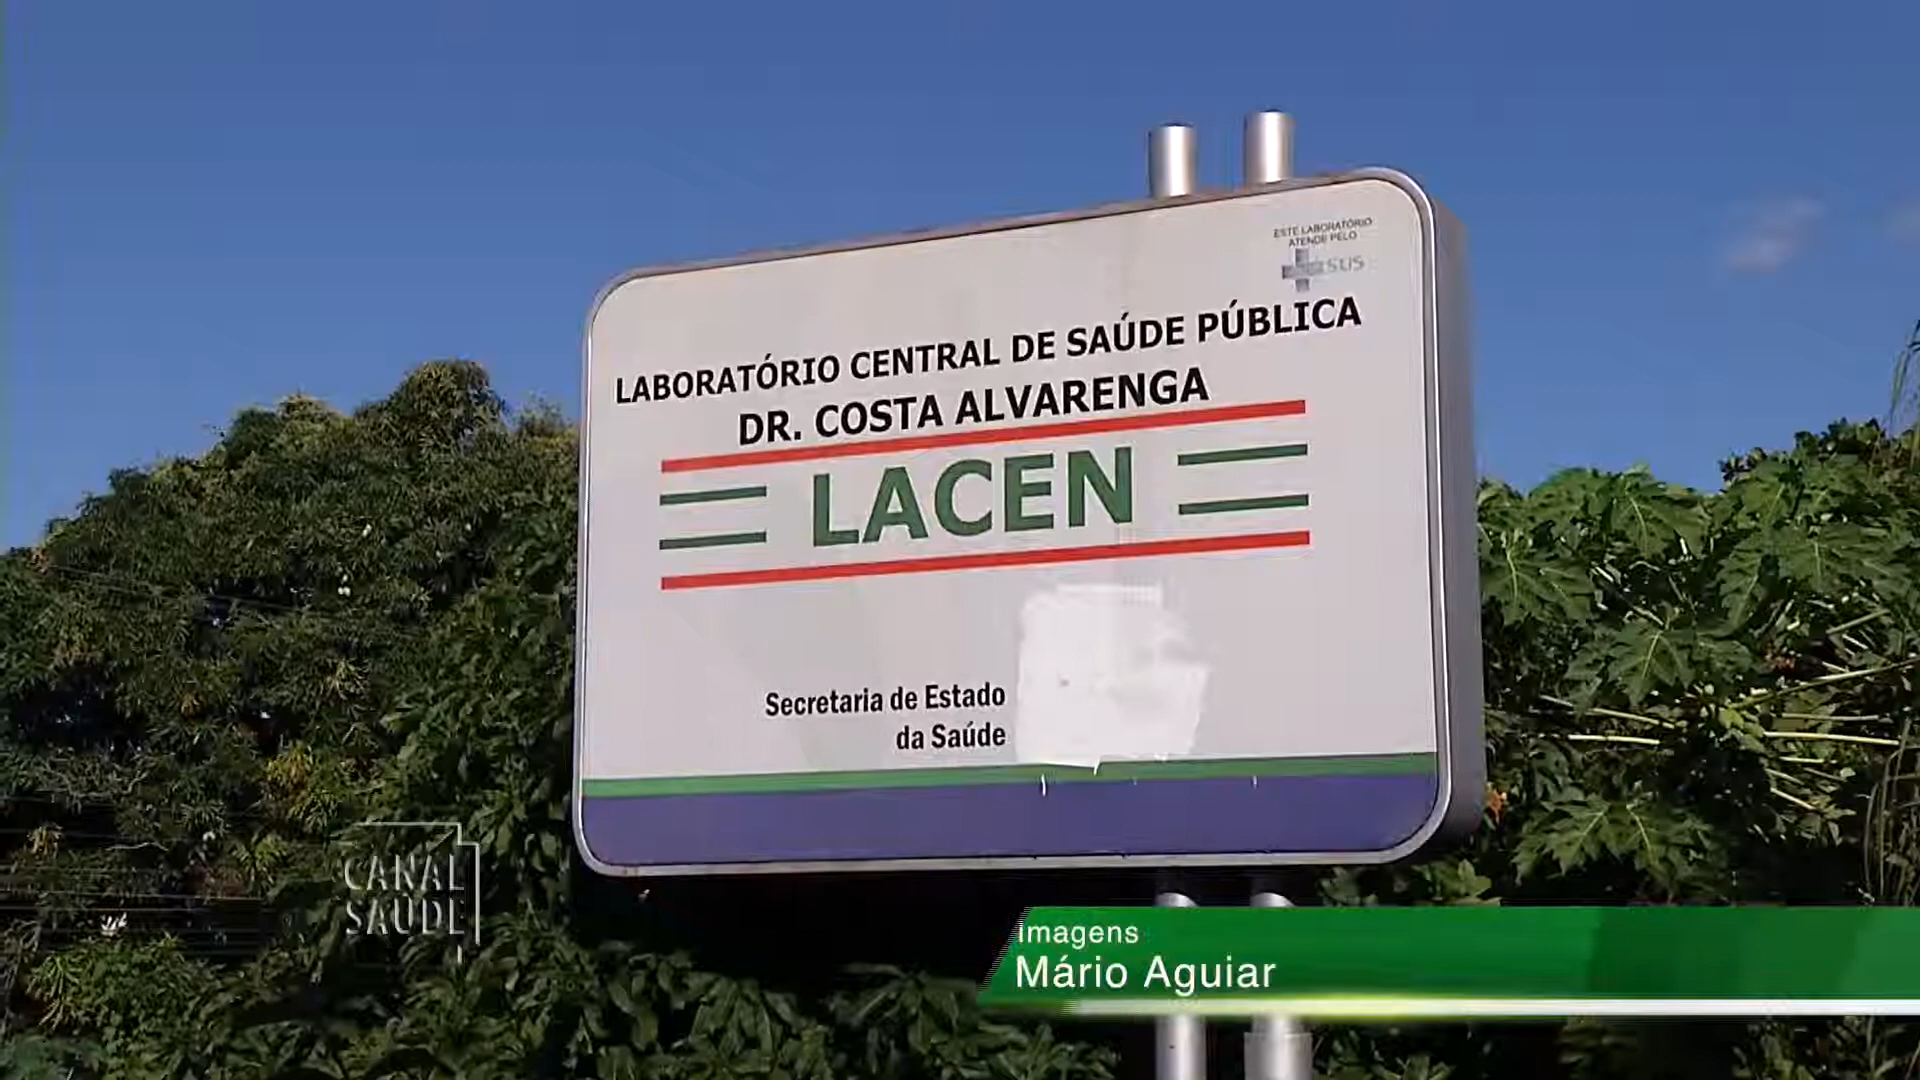 ESTE LABORATÓRIO
ATENDE PELO
SUS
LABORATÓRIO CENTRAL DE SAÚDE PÚBLICA
DR. COSTA ALVARENGA
LACEN
Secretaria de Estado
da Saúde
CANAL
SAÚDE
Imagens
Mário Aguiar